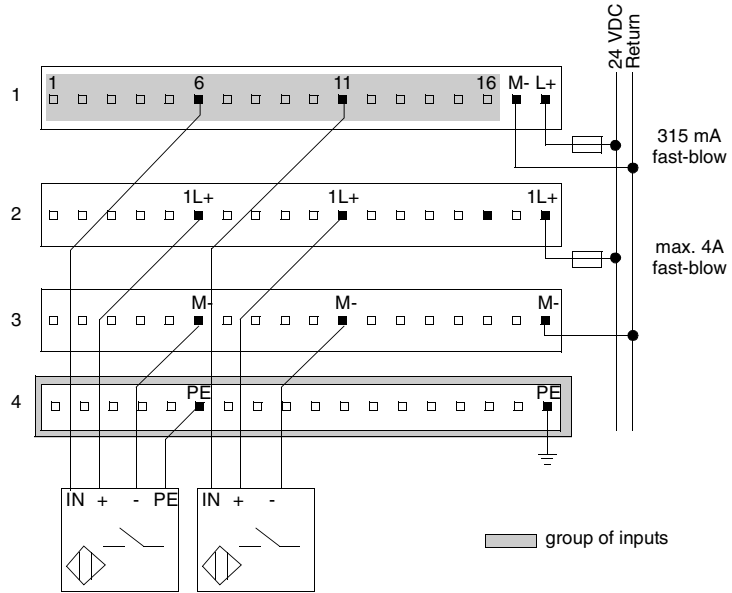 24 VDC
Return
1 6 11 16 M- L+
1
315 mA
fast-blow
1L+ 1L+ 1L+
2
max. 4A
fast-blow
M- M- M-
3
PE PE
4
IN + - PE IN + -
group of inputs